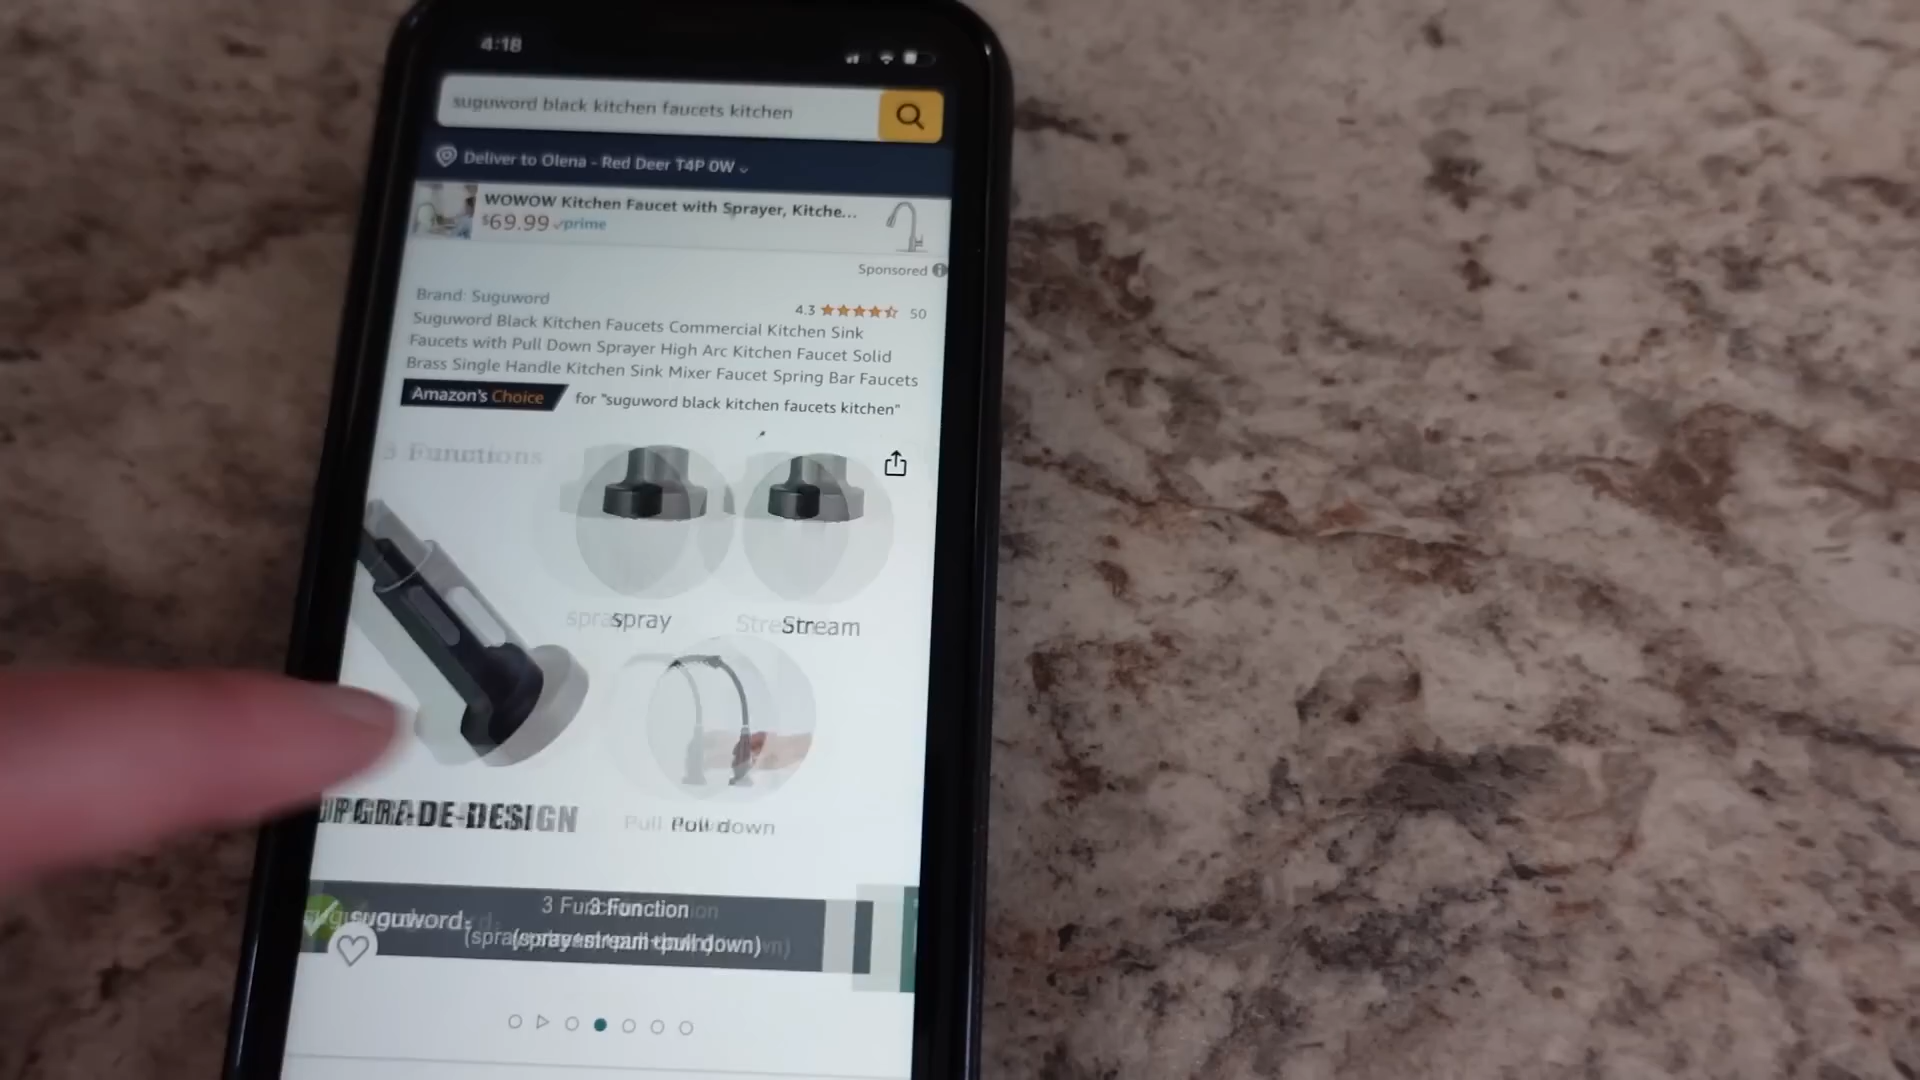 4:18
suguword black kitchen faucets kitchen
Deliver to Olena - Red Deer T4P 0W
WOWOW Kitchen Faucet with Sprayer, Kitche...
$69.99 prime
Sponsored
Brand: Suguword
4.3 50
Suguword Black Kitchen Faucets Commercial Kitchen Sink
Faucets with Pull Down Sprayer High Arc Kitchen Faucet Solid
Brass Single Handle Kitchen Sink Mixer Faucet Spring Bar Faucets
Amazon's Choice for "suguword black kitchen faucets kitchen"
3 Functions
spray Stream
UPGRADE-DESIGN
Pull down
suguword
3 Function
(spray+stream+pull down)